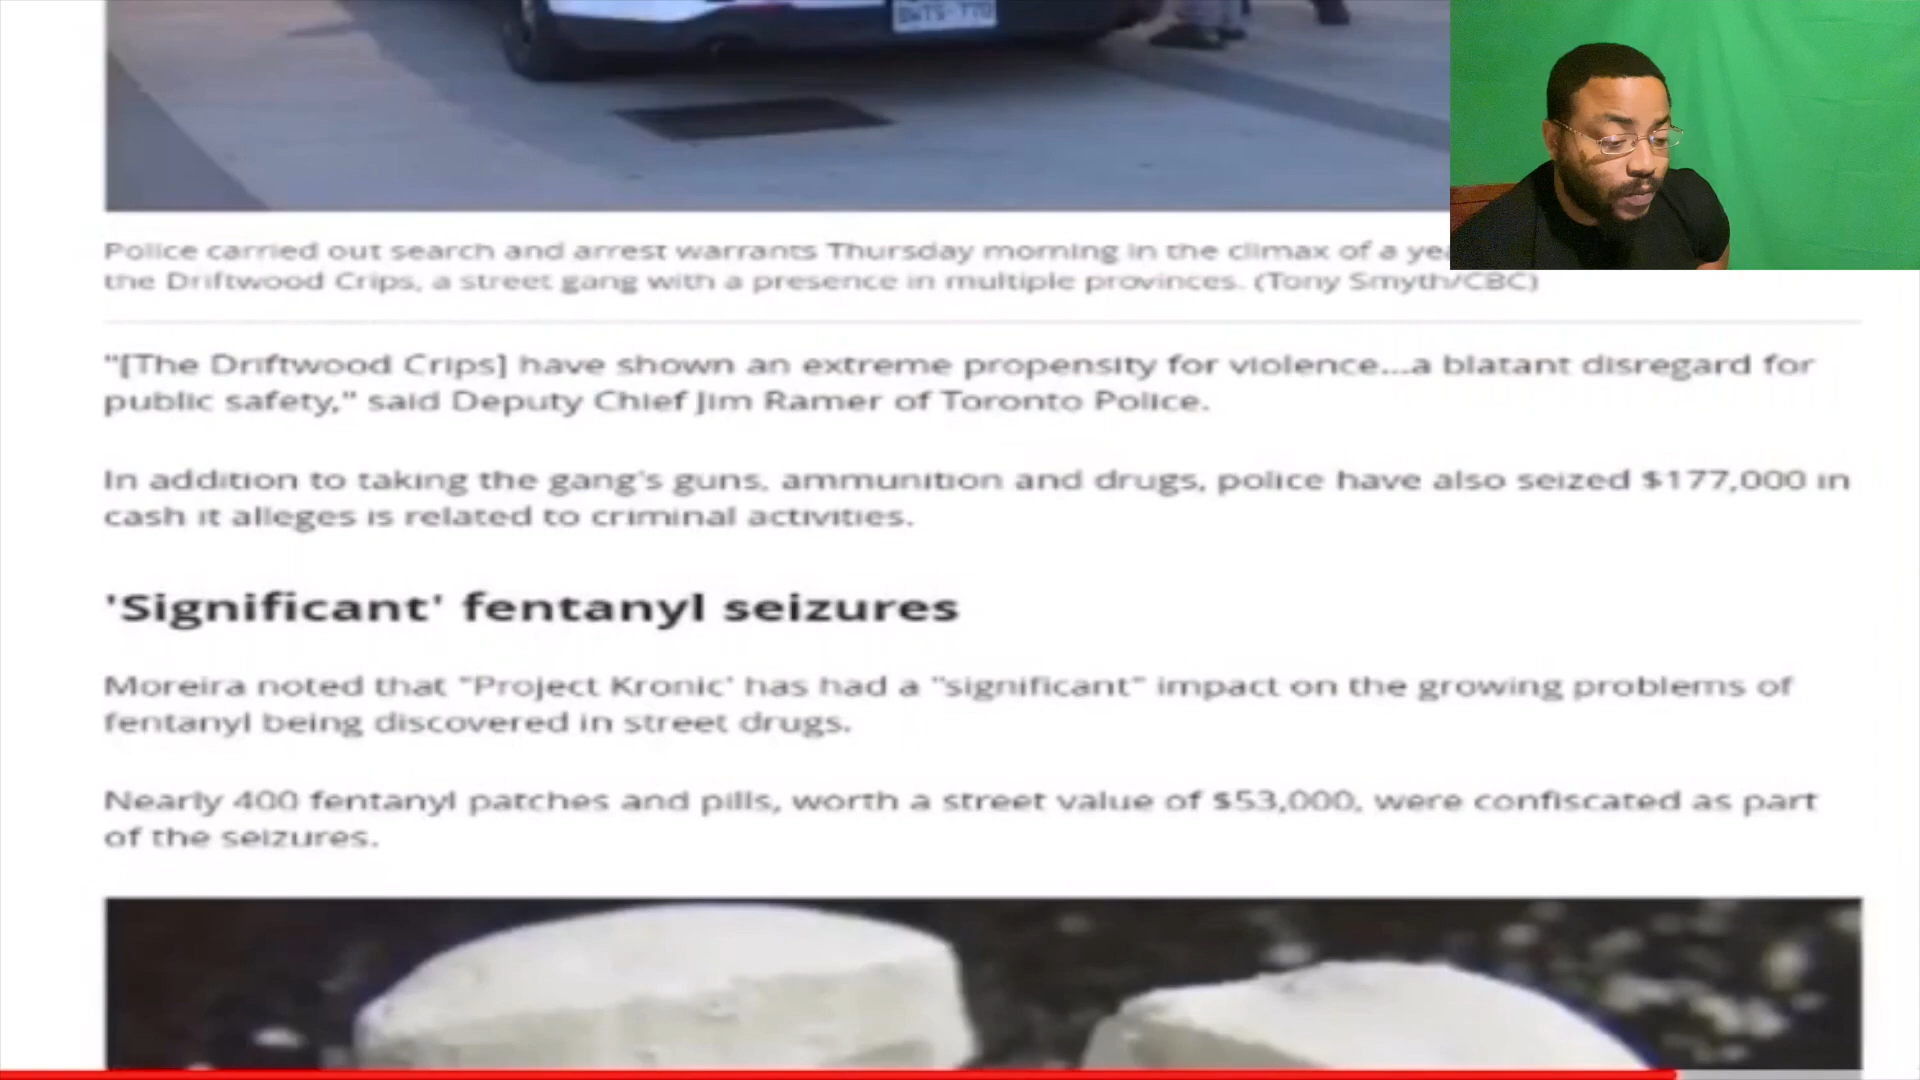 BWTS-770
Police carried out search and arrest warrants Thursday morning in the climax of a
the Driftwood Crips, a street gang with a presence in multiple provinces. (Tony Smyth/CBC)
"[The Driftwood Crips] have shown an extreme propensity for violence...a blatant disregard for
public safety," said Deputy Chief Jim Ramer of Toronto Police.
In addition to taking the gang's guns, ammunition and drugs, police have also seized $177,000 in
cash it alleges is related to criminal activities.
'Significant' fentanyl seizures
Moreira noted that "Project Kronic' has had a "significant" impact on the growing problems of
fentanyl being discovered in street drugs.
Nearly 400 fentanyl patches and pills, worth a street value of $53,000, were confiscated as part
of the seizures.